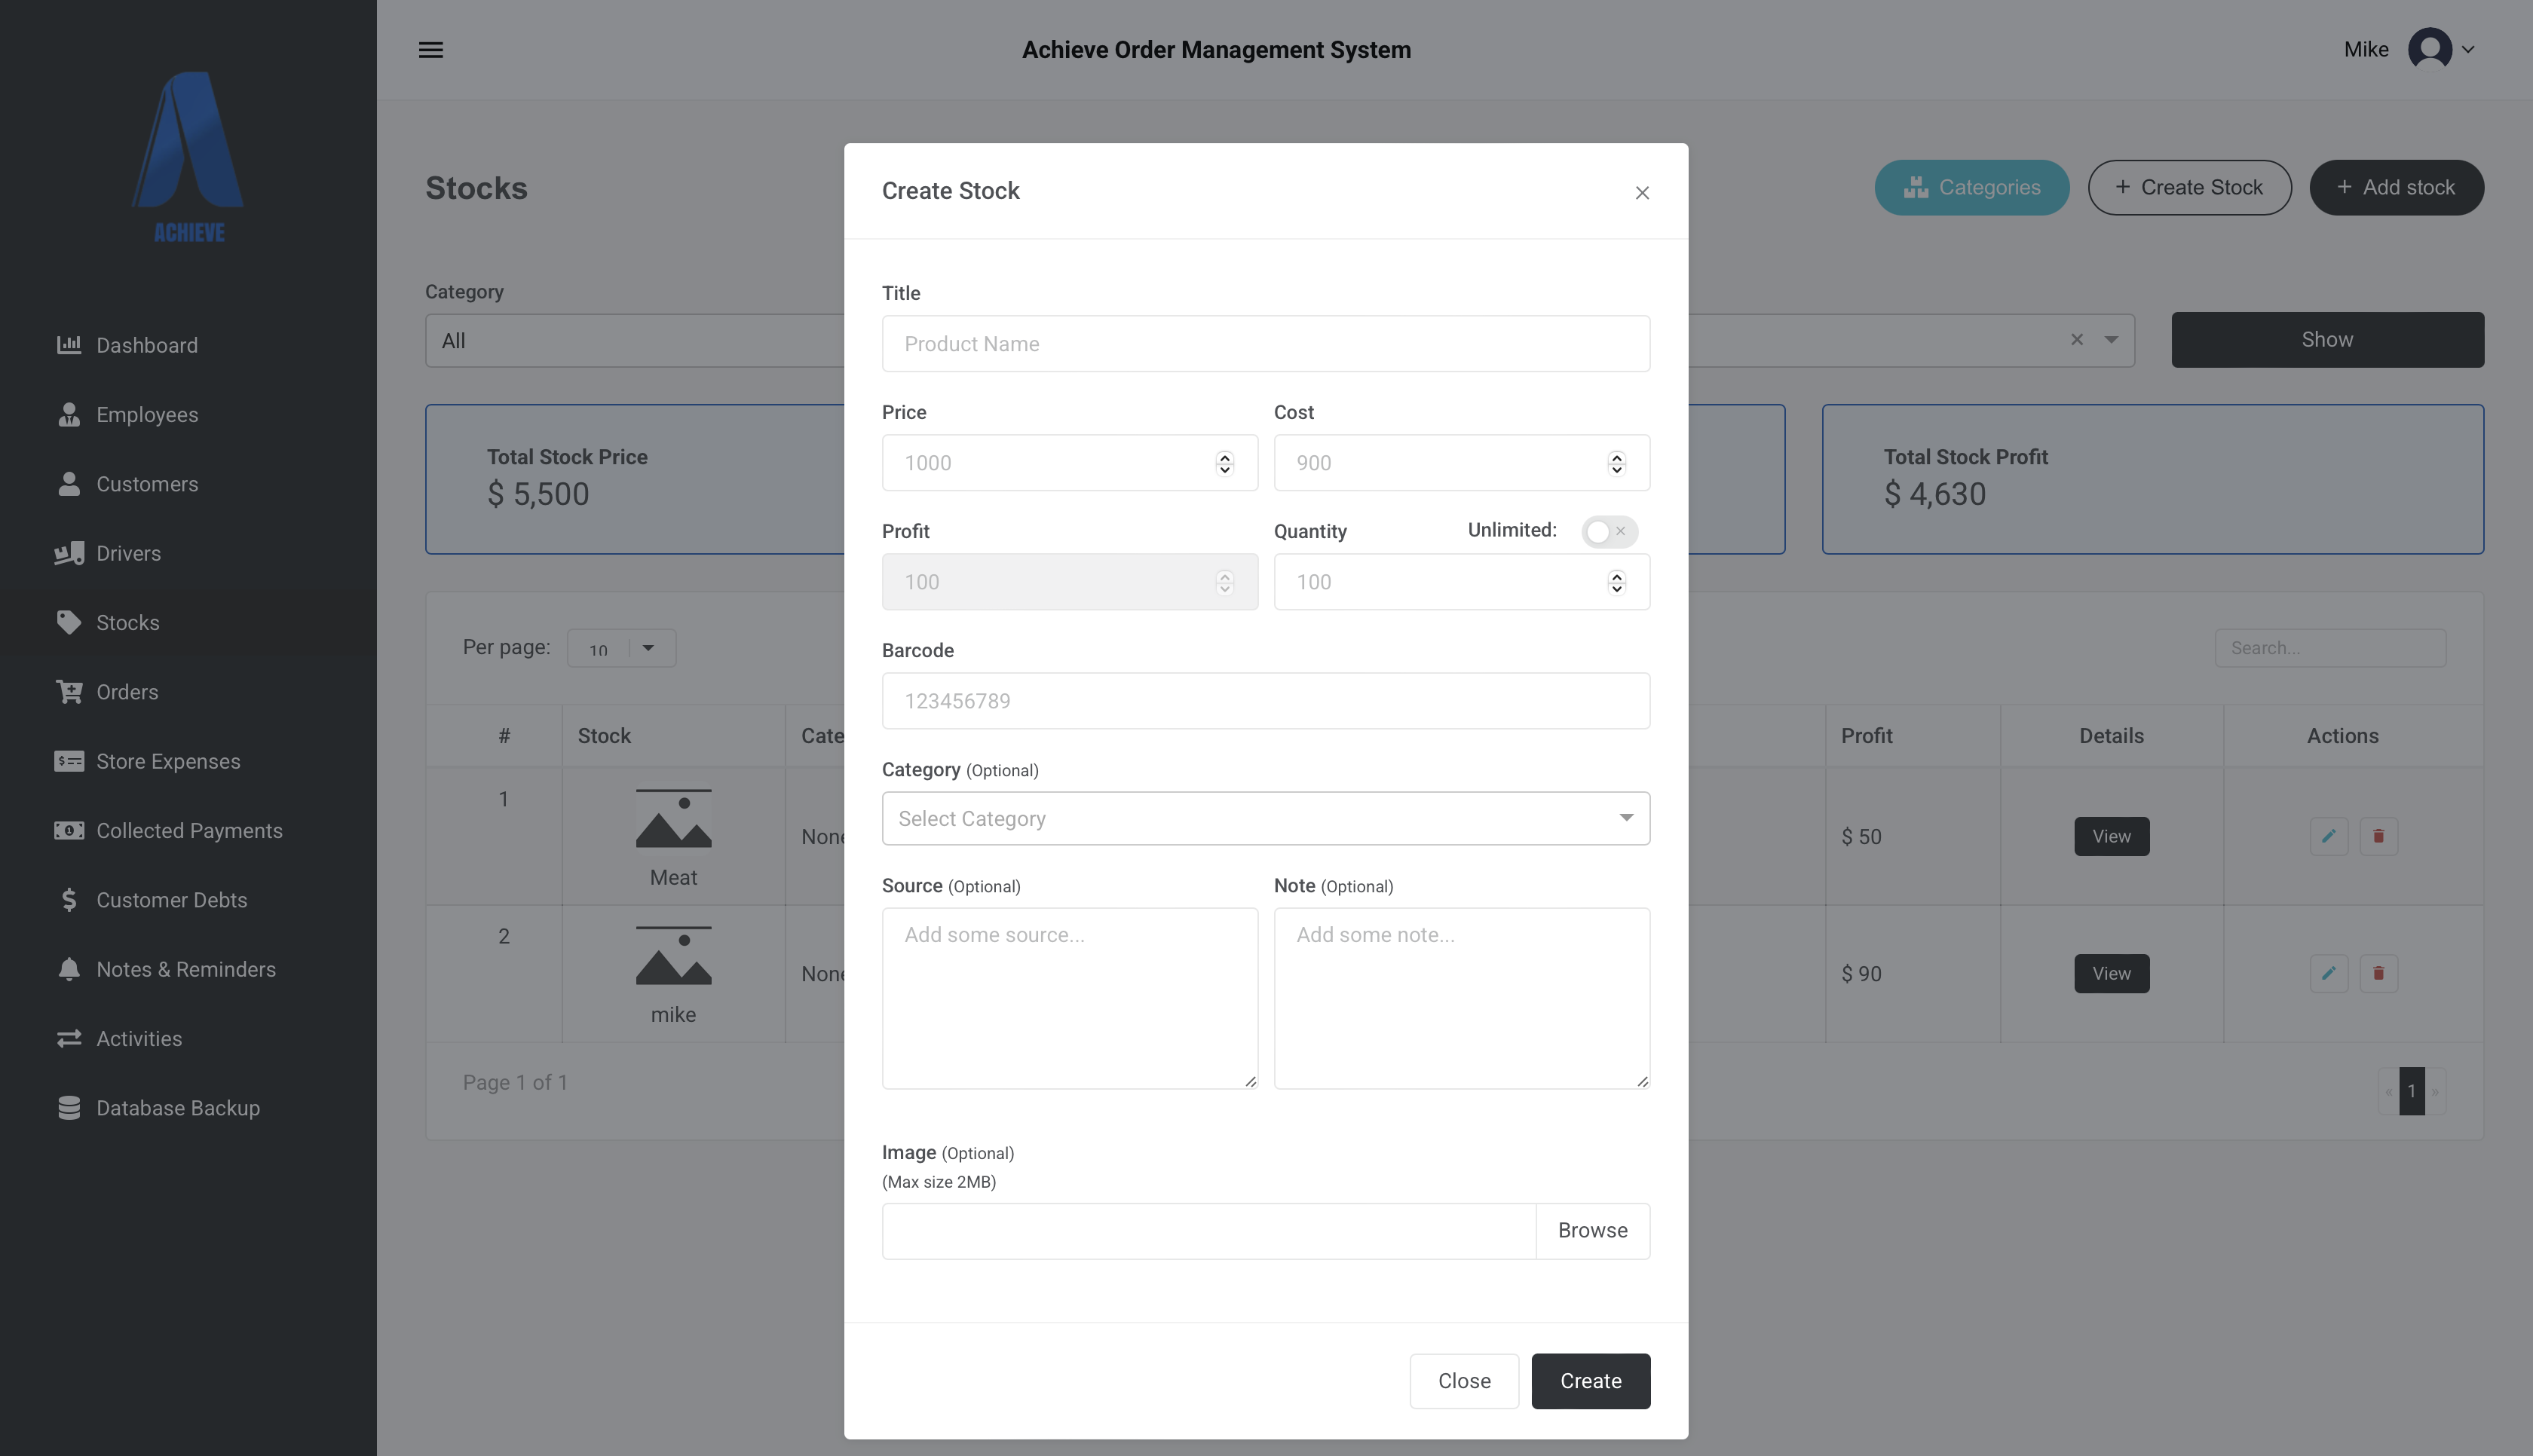 Achieve Order Management System
Mike
ACHIEVE
Dashboard
Employees
Customers
Drivers
Stocks
Orders
Store Expenses
Collected Payments
Customer Debts
Notes & Reminders
Activities
Database Backup
Stocks
Categories
+ Create Stock
+ Add stock
Category
All
Show
Total Stock Price
$ 5,500
Total Stock Profit
$ 4,630
Per page:
10
Search...
# Stock Cate Profit Details Actions
1
Meat
None
$ 50
View
2
mike
None
$ 90
View
Page 1 of 1
« 1 »
Create Stock
Title
Product Name
Price
1000
Cost
900
Profit
100
Quantity
Unlimited:
100
Barcode
123456789
Category (Optional)
Select Category
Source (Optional)
Add some source...
Note (Optional)
Add some note...
Image (Optional)
(Max size 2MB)
Browse
Close
Create